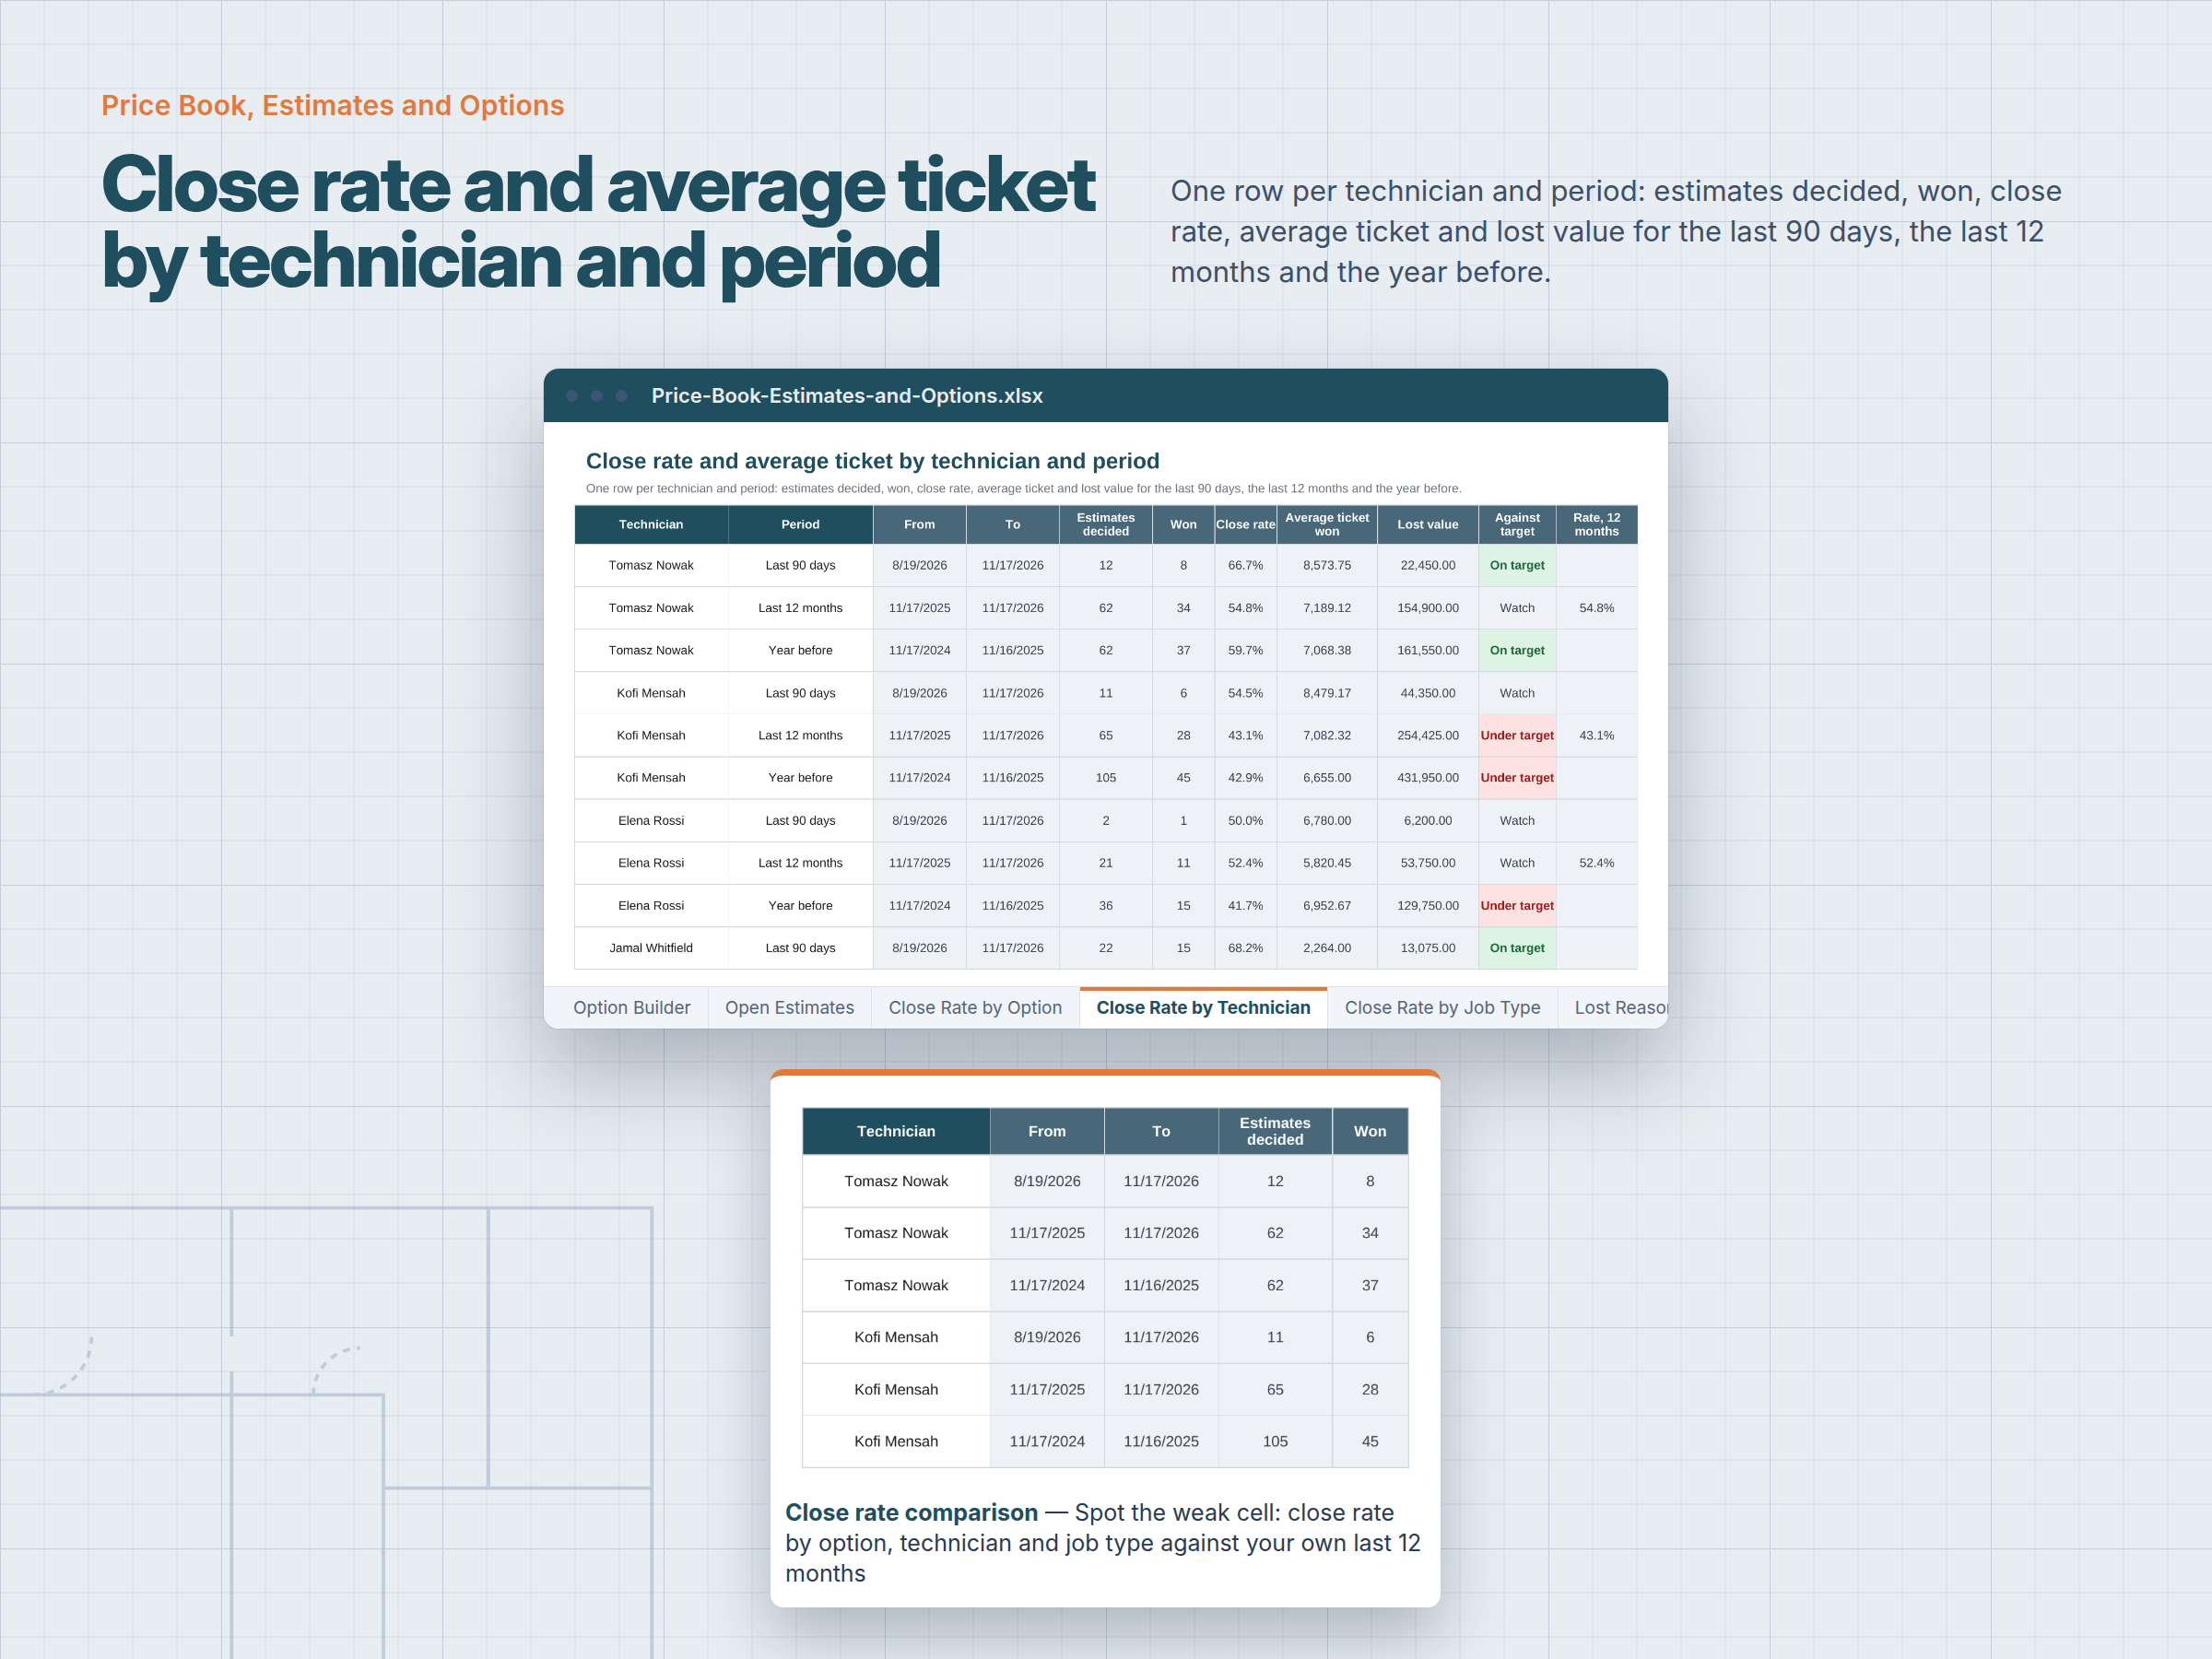 Price Book, Estimates and Options
Close rate and average ticket
by technician and period
One row per technician and period: estimates decided, won, close
rate, average ticket and lost value for the last 90 days, the last 12
months and the year before.
Price-Book-Estimates-and-Options.xlsx
Close rate and average ticket by technician and period
One row per technician and period: estimates decided, won, close rate, average ticket and lost value for the last 90 days, the last 12 months and the year before.
Technician Period From To Estimates decided Won Close rate Average ticket won Lost value Against target Rate, 12 months
Tomasz Nowak Last 90 days 8/19/2026 11/17/2026 12 8 66.7% 8,573.75 22,450.00 On target
Tomasz Nowak Last 12 months 11/17/2025 11/17/2026 62 34 54.8% 7,189.12 154,900.00 Watch 54.8%
Tomasz Nowak Year before 11/17/2024 11/16/2025 62 37 59.7% 7,068.38 161,550.00 On target
Kofi Mensah Last 90 days 8/19/2026 11/17/2026 11 6 54.5% 8,479.17 44,350.00 Watch
Kofi Mensah Last 12 months 11/17/2025 11/17/2026 65 28 43.1% 7,082.32 254,425.00 Under target 43.1%
Kofi Mensah Year before 11/17/2024 11/16/2025 105 45 42.9% 6,655.00 431,950.00 Under target
Elena Rossi Last 90 days 8/19/2026 11/17/2026 2 1 50.0% 6,780.00 6,200.00 Watch
Elena Rossi Last 12 months 11/17/2025 11/17/2026 21 11 52.4% 5,820.45 53,750.00 Watch 52.4%
Elena Rossi Year before 11/17/2024 11/16/2025 36 15 41.7% 6,952.67 129,750.00 Under target
Jamal Whitfield Last 90 days 8/19/2026 11/17/2026 22 15 68.2% 2,264.00 13,075.00 On target
Option Builder Open Estimates Close Rate by Option Close Rate by Technician Close Rate by Job Type Lost Reaso
Technician From To Estimates decided Won
Tomasz Nowak 8/19/2026 11/17/2026 12 8
Tomasz Nowak 11/17/2025 11/17/2026 62 34
Tomasz Nowak 11/17/2024 11/16/2025 62 37
Kofi Mensah 8/19/2026 11/17/2026 11 6
Kofi Mensah 11/17/2025 11/17/2026 65 28
Kofi Mensah 11/17/2024 11/16/2025 105 45
Close rate comparison — Spot the weak cell: close rate
by option, technician and job type against your own last 12
months